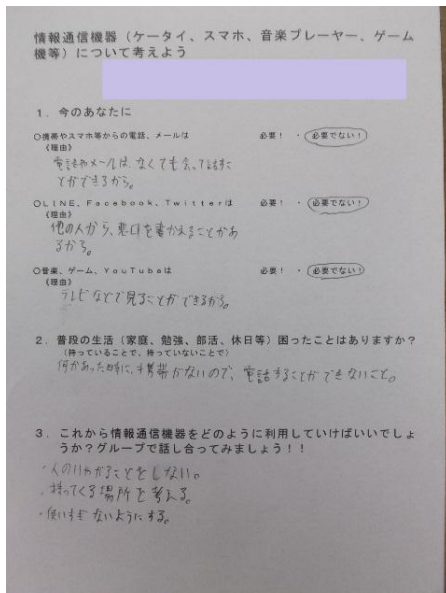 情報通信機器（ケータイ、スマホ、音楽プレーヤー、ゲーム
機等）について考えよう
１．今のあなたに
○携帯やスマホ等からの電話、メールは　必要！　・　必要でない！
《理由》
電話やメールは、なくても会って話すこ
とができるから。
○ＬＩＮＥ、Ｆａｃｅｂｏｏｋ、Ｔｗｉｔｔｅｒは　必要！　・　必要でない！
《理由》
他の人から、悪口を書かれることがあ
るから。
○音楽、ゲーム、ＹｏｕＴｕｂｅは　必要！　・　必要でない！
《理由》
テレビなどで見ることができるから。
２．普段の生活（家庭、勉強、部活、休日等）困ったことはありますか？
（持っていることで、持っていないことで）
何かあった時に、携帯がないので、電話することができないこと。
３．これから情報通信機器をどのように利用していけばいいでしょ
うか？グループで話し合ってみましょう！！
・人のいやがることをしない。
・持ってくる場所を考える。
・使いすぎないようにする。